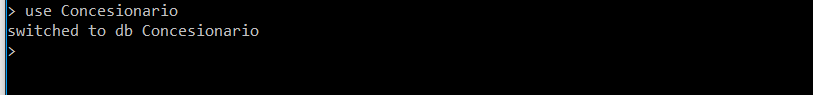 > use Concesionario
switched to db Concesionario
>